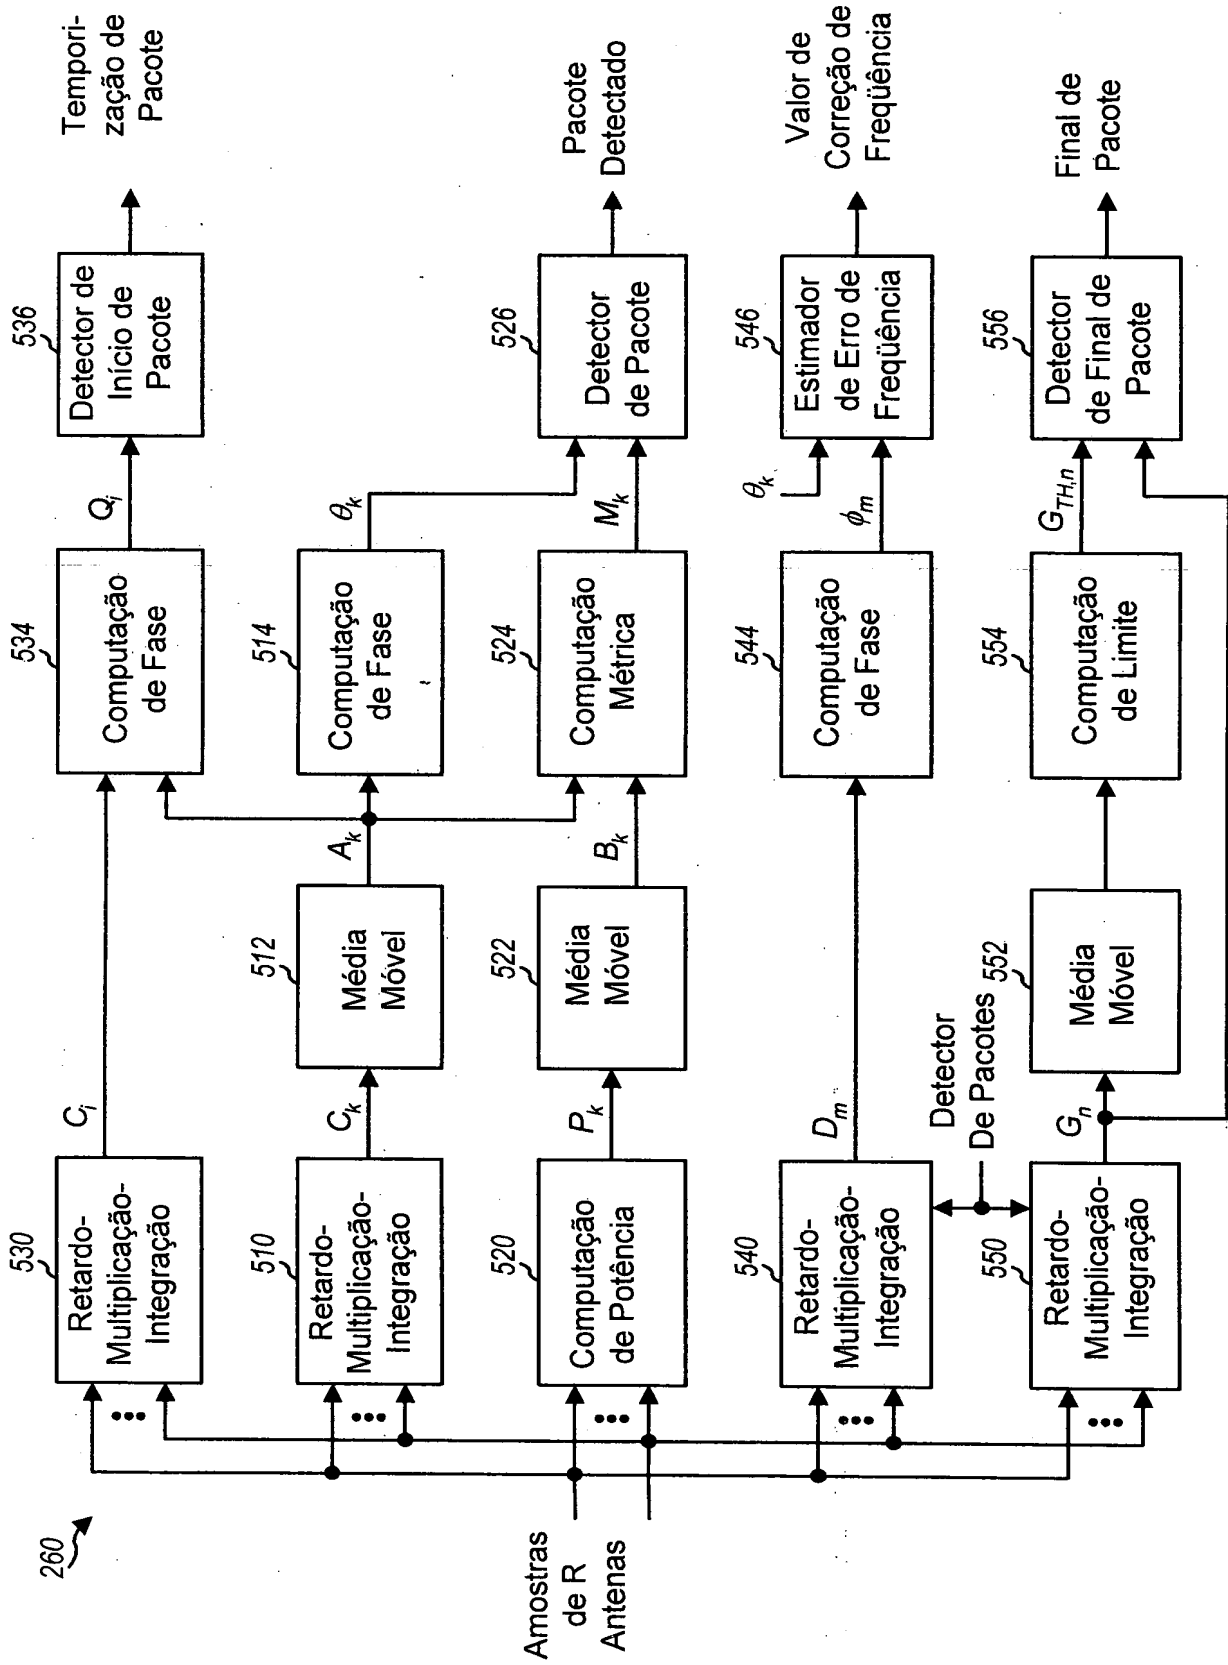 260
Amostras
de R
Antenas
530
Retardo-
Multiplicação-
Integração
C_i
534
Computação
de Fase
Q_i
536
Detector de
Início de
Pacote
Tempori-
zação de
Pacote
510
Retardo-
Multiplicação-
Integração
C_k
512
Média
Móvel
A_k
514
Computação
de Fase
θ_k
520
Computação
de Potência
P_k
522
Média
Móvel
B_k
524
Computação
Métrica
M_k
526
Detector
de Pacote
Pacote
Detectado
540
Retardo-
Multiplicação-
Integração
D_m
544
Computação
de Fase
θ_k
ϕ_m
546
Estimador
de Erro de
Freqüência
Valor de
Correção de
Freqüência
Detector
De Pacotes
550
Retardo-
Multiplicação-
Integração
G_n
552
Média
Móvel
554
Computação
de Limite
G_{TH,n}
556
Detector
de Final de
Pacote
Final de
Pacote